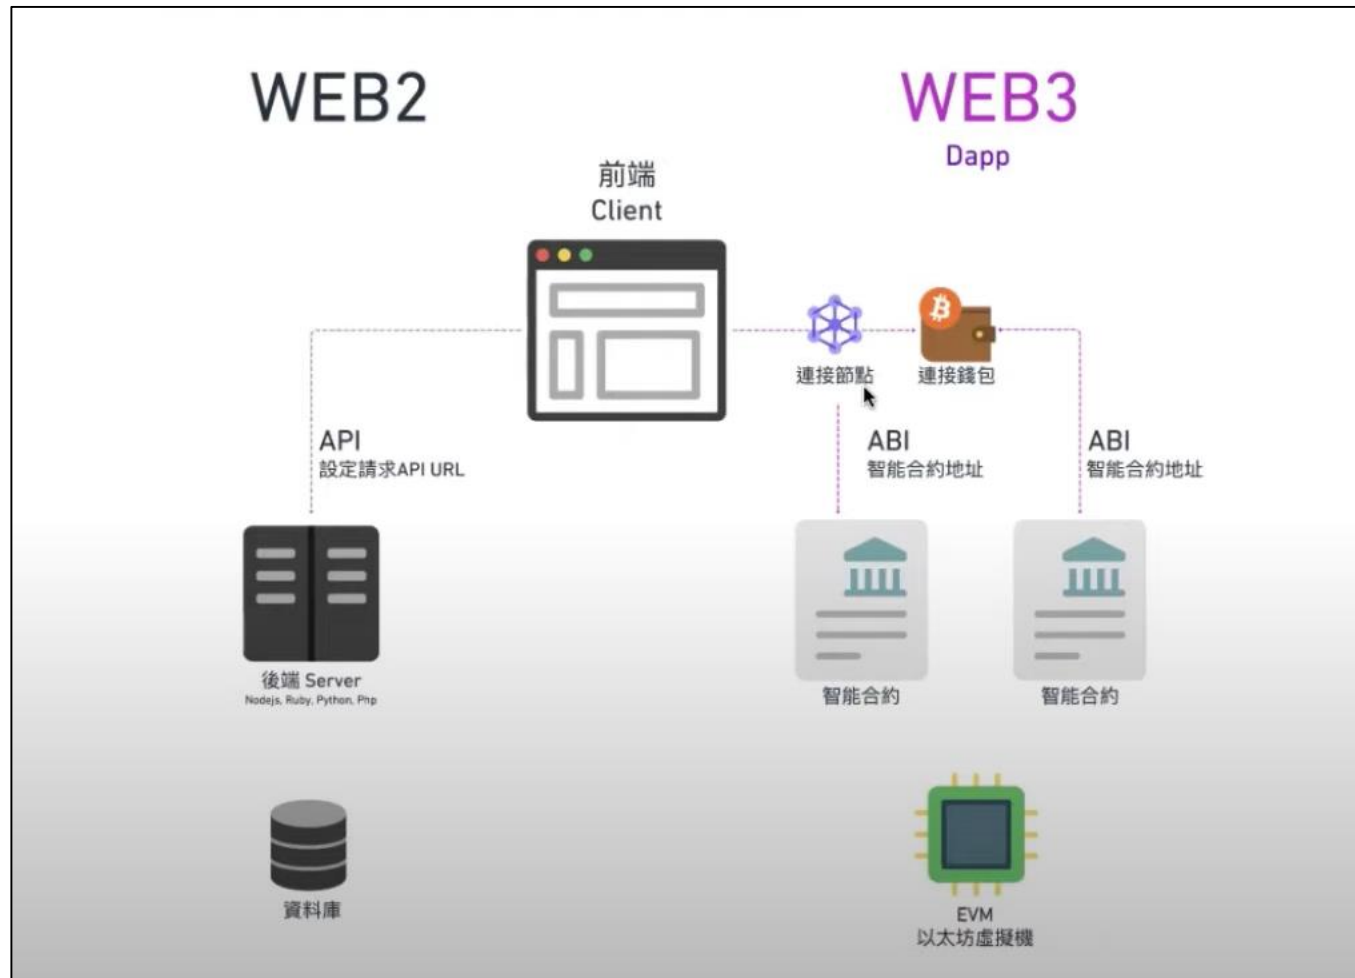 WEB2
WEB3
Dapp
前端
Client
連接節點
連接錢包
API
設定請求API URL
ABI
智能合約地址
ABI
智能合約地址
後端 Server
Nodejs, Ruby, Python, Php
智能合約
智能合約
資料庫
EVM
以太坊虛擬機